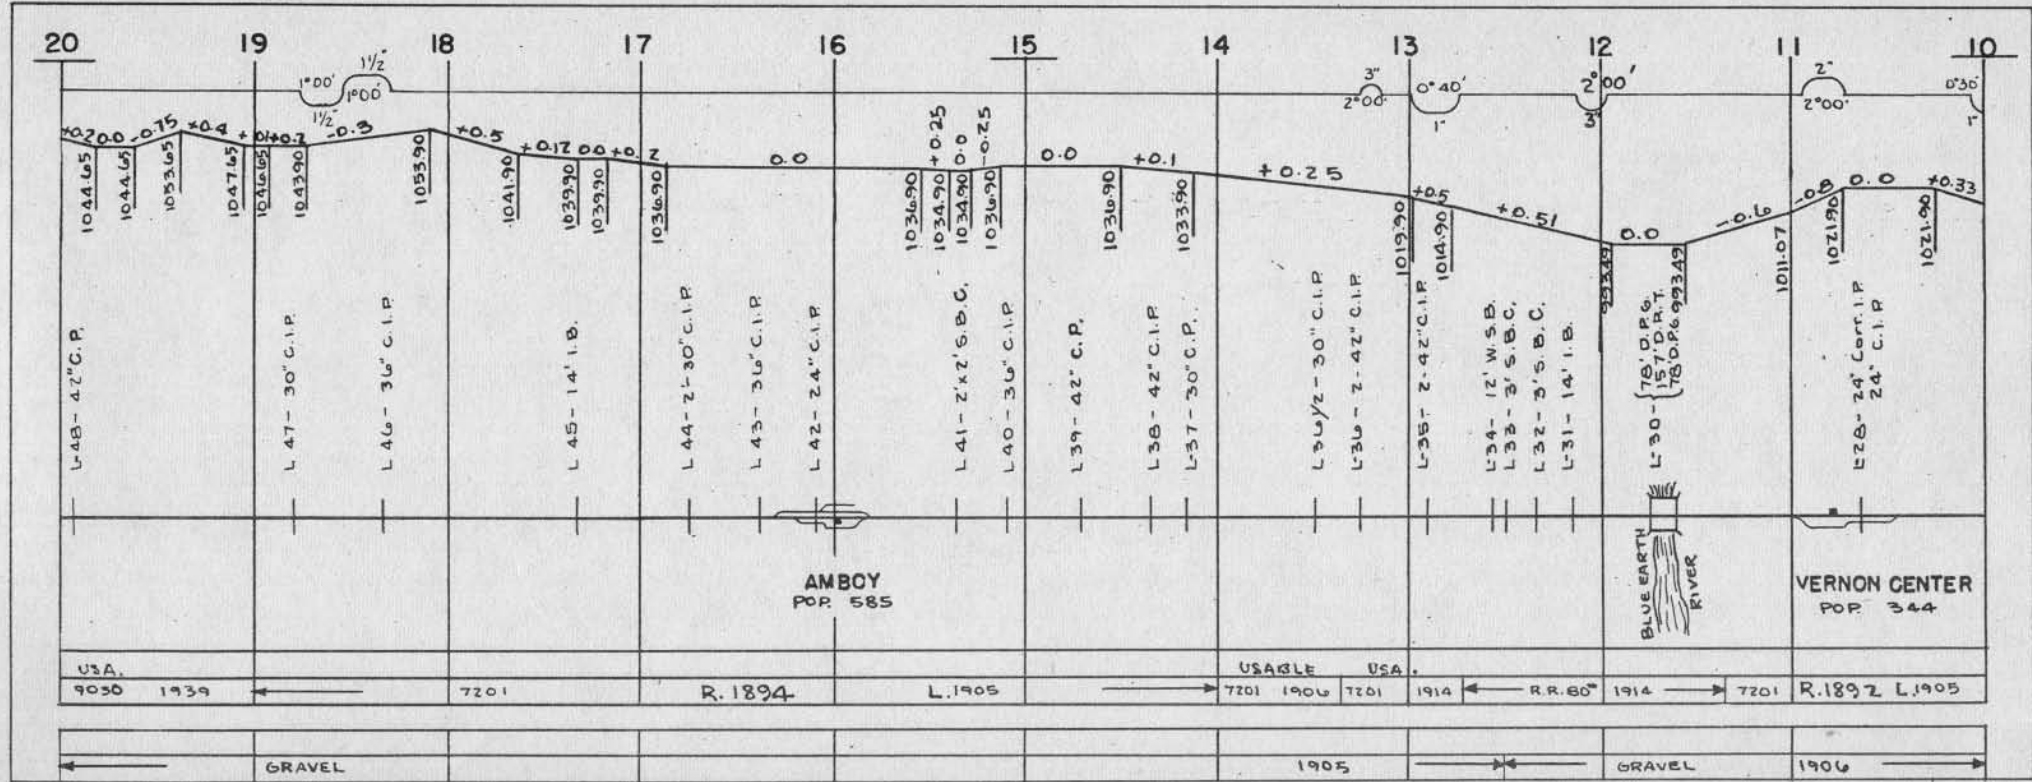 20 19 18 17 16 15 14 13 12 11 10
1°00' 1½" 3" 0°40' 2°00' 2" 0°30'
1½" 1°00' 2°00' 1" 3" 2°00' 1"
+0.2 0.0 -0.75 +0.4 +0.1 +0.2 -0.3 +0.5 +0.12 0.0 +0.2 0.0 +0.25 0.0 -0.25 0.0 +0.1 +0.25 +0.5 +0.51 0.0 -0.6 -0.8 0.0 +0.33
1044.65
1044.65
1053.65
1047.65
1046.65
1043.90
1053.90
1041.90
1039.90
1039.90
1036.90
1036.90
1034.90
1034.90
1036.90
1036.90
1033.90
1019.90
1014.90
993.49
993.49
1011.07
1021.90
1021.90
L-48- 42" C.P.
L 47- 30" C.I.P.
L 46- 36" C.I.P.
L 45- 14' I.B.
L 44- 2'- 30" C.I.P.
L 43- 36" C.I.P.
L 42- 24" C.I.P.
L 41- 2'x2' S.B.C.
L 40- 36" C.I.P.
L 39- 42" C.P.
L 38- 42" C.I.P.
L-37- 30" C.P.
L 36½- 30" C.I.P.
L-36- 2- 42" C.I.P.
L-35- 2- 42" C.I.P.
L-34- 12' W.S.B.
L-33- 3' S.B.C.
L-32- 3' S.B.C.
L-31- 14' I.B.
L-30-
78' D.P.G.
157' D.R.T.
78' D.P.G.
L-28- 24' Corr. I.P.
24" C.I.P.
AMBOY
POP. 585
BLUE EARTH
RIVER
VERNON CENTER
POP. 344
USA. USABLE USA.
9030 1939 7201 R.1894 L.1905 7201 1906 7201 1914 R.R.80# 1914 7201 R.1892 L.1905
GRAVEL 1905 GRAVEL 1906